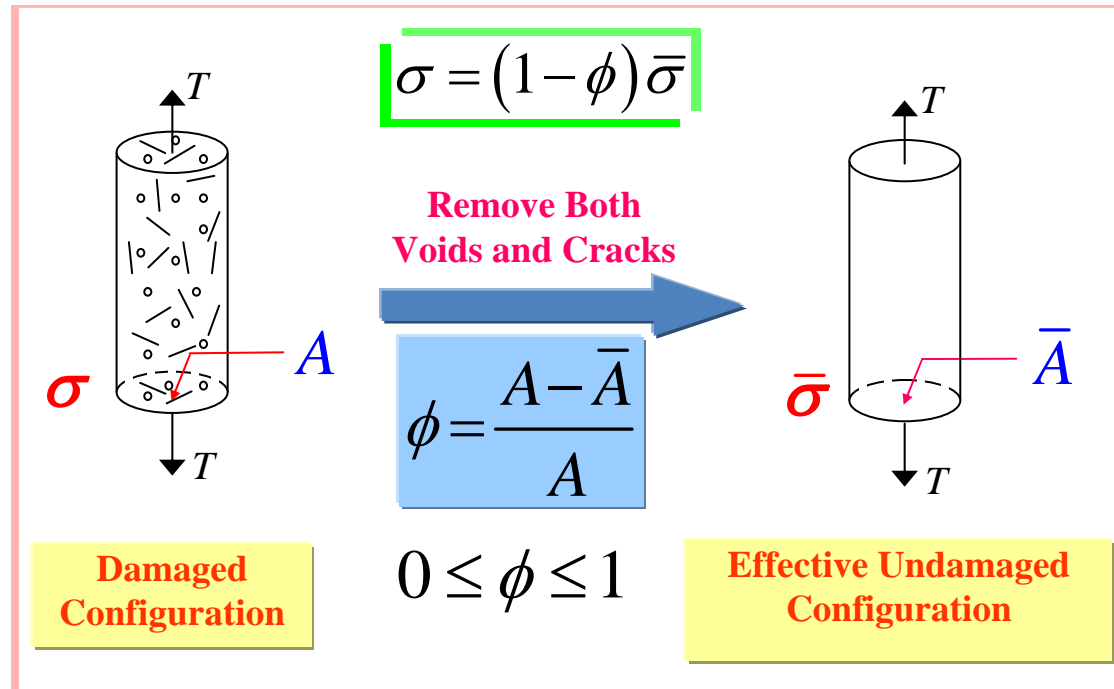 σ = (1 − ϕ) σ̅
T
T
Remove Both
Voids and Cracks
A
σ
ϕ = (A − A̅) / A
σ̅
A̅
T
T
Damaged
Configuration
0 ≤ ϕ ≤ 1
Effective Undamaged
Configuration